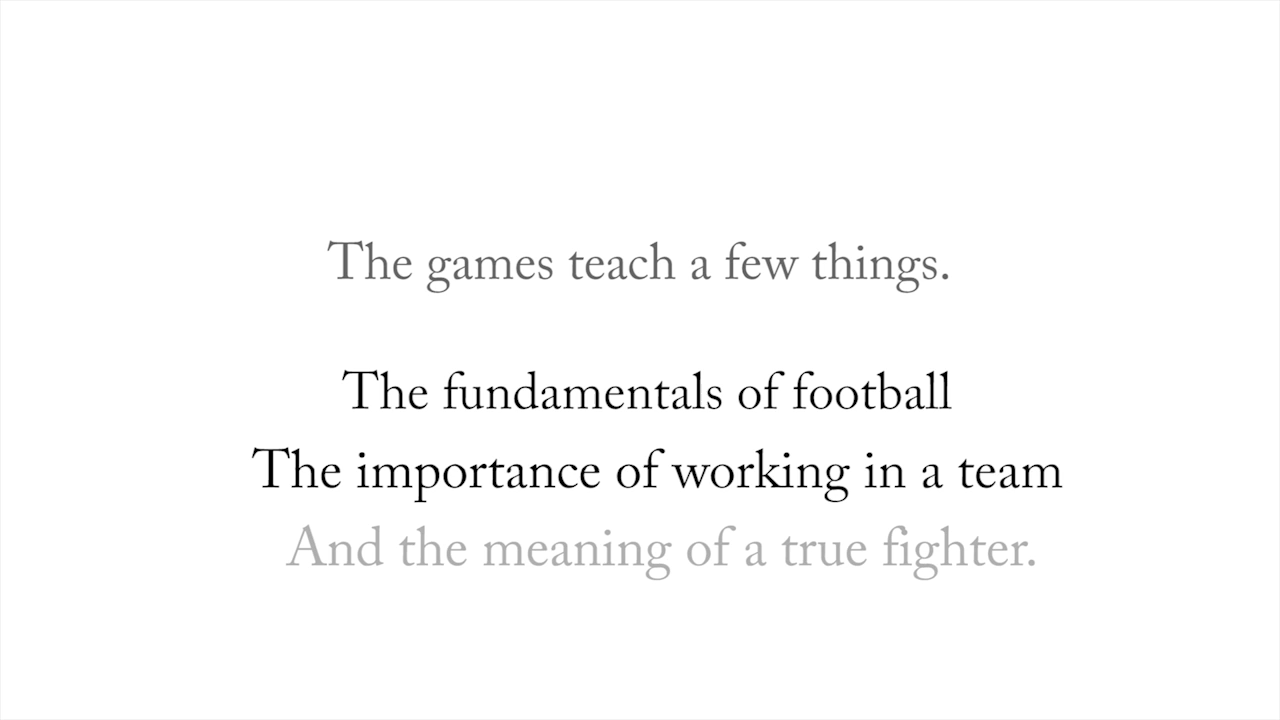 The games teach a few things.
The fundamentals of football
The importance of working in a team
And the meaning of a true fighter.